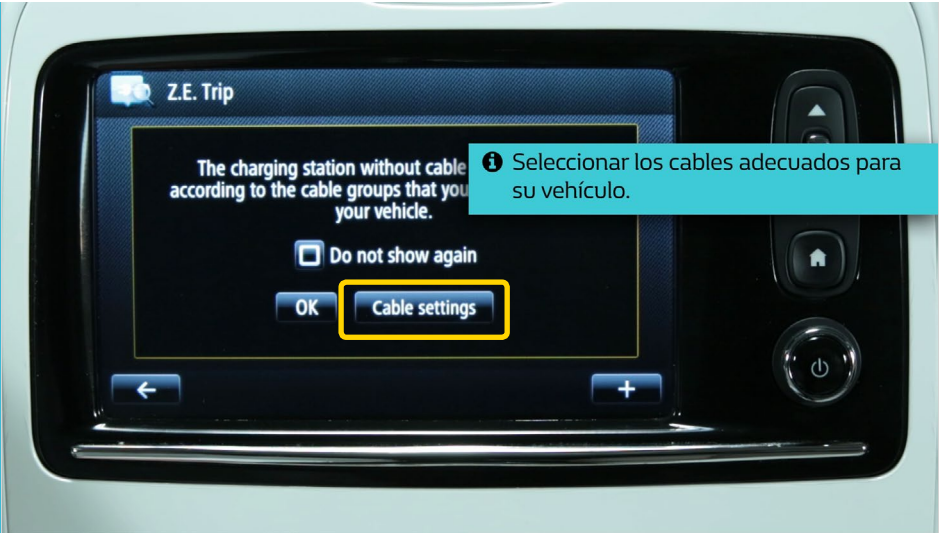 Z.E. Trip
The charging station without cable
according to the cable groups that you
your vehicle.
Do not show again
OK
Cable settings
Seleccionar los cables adecuados para
su vehículo.